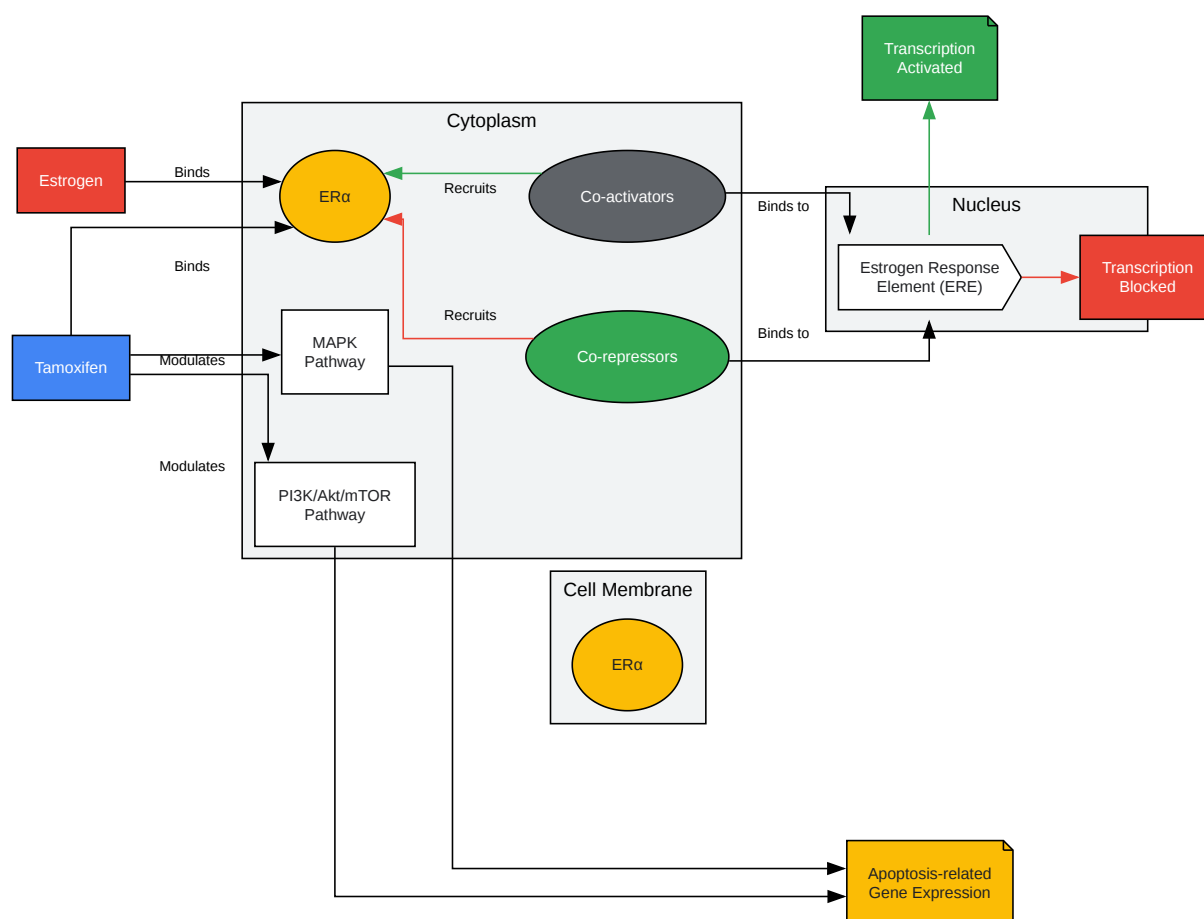 Transcription
Activated
Cytoplasm
Estrogen
Binds
ERα
Recruits
Co-activators
Binds to
Nucleus
Estrogen Response
Element (ERE)
Transcription
Blocked
Binds
Recruits
Binds to
Tamoxifen
Modulates
MAPK
Pathway
Co-repressors
Modulates
PI3K/Akt/mTOR
Pathway
Cell Membrane
ERα
Apoptosis-related
Gene Expression